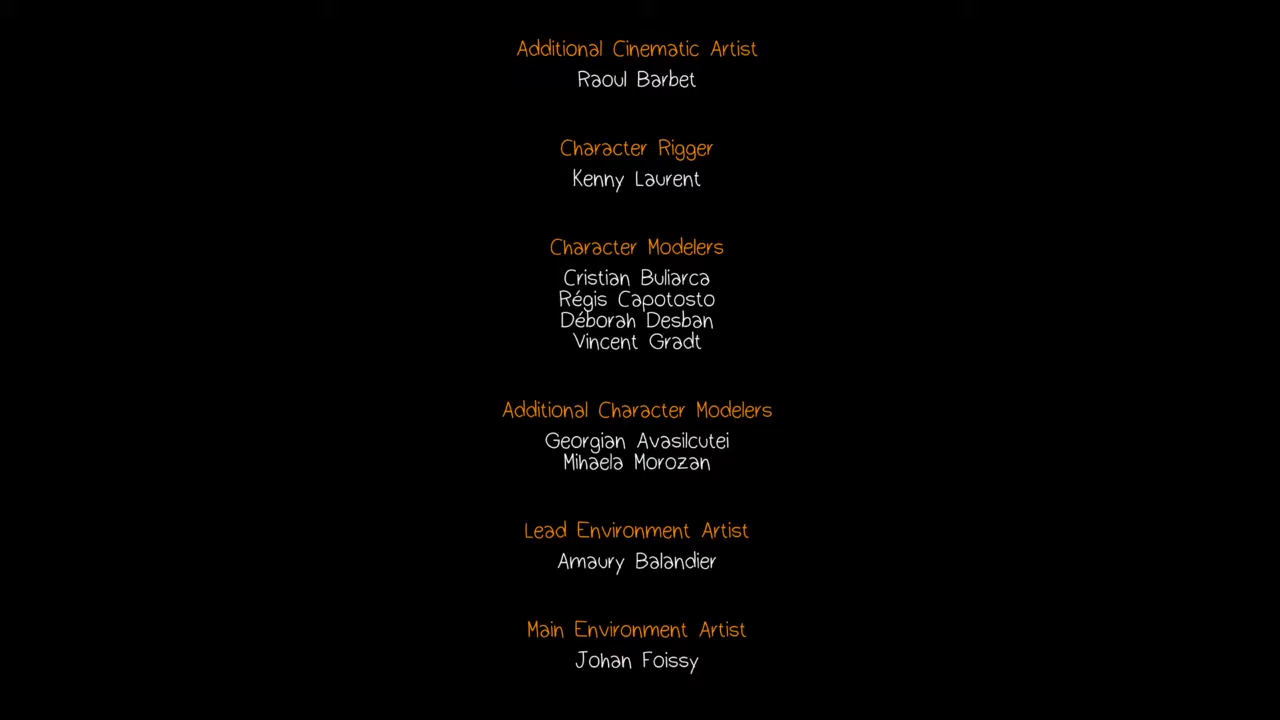 Additional Cinematic Artist
Raoul Barbet
Character Rigger
Kenny Laurent
Character Modelers
Cristian Buliarca
Régis Capotosto
Déborah Desban
Vincent Gradt
Additional Character Modelers
Georgian Avasilcutei
Mihaela Morozan
Lead Environment Artist
Amaury Balandier
Main Environment Artist
Johan Foissy